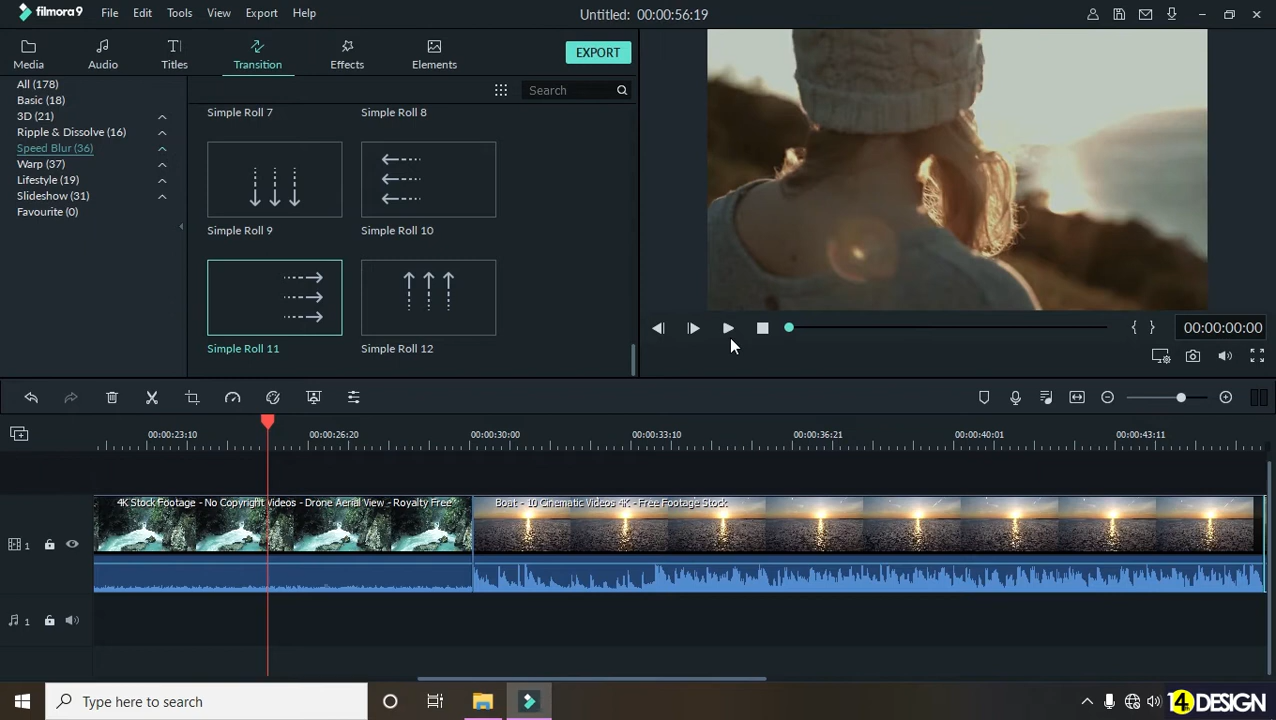 filmora9 File Edit Tools View Export Help Untitled: 00:00:56:19
Media Audio Titles Transition Effects Elements EXPORT
All (178)
Basic (18)
3D (21)
Ripple & Dissolve (16)
Speed Blur (36)
Warp (37)
Lifestyle (19)
Slideshow (31)
Favourite (0)
Search
Simple Roll 7 Simple Roll 8
Simple Roll 9 Simple Roll 10
Simple Roll 11 Simple Roll 12
{ } 00:00:00:00
00:00:23:10 00:00:26:20 00:00:30:00 00:00:33:10 00:00:36:21 00:00:40:01 00:00:43:11
4K Stock Footage - No Copyright Videos - Drone Aerial View - Royalty Free Boat - 10 Cinematic Videos 4K - Free Footage Stock
1
1
Type here to search
4 DESIGN